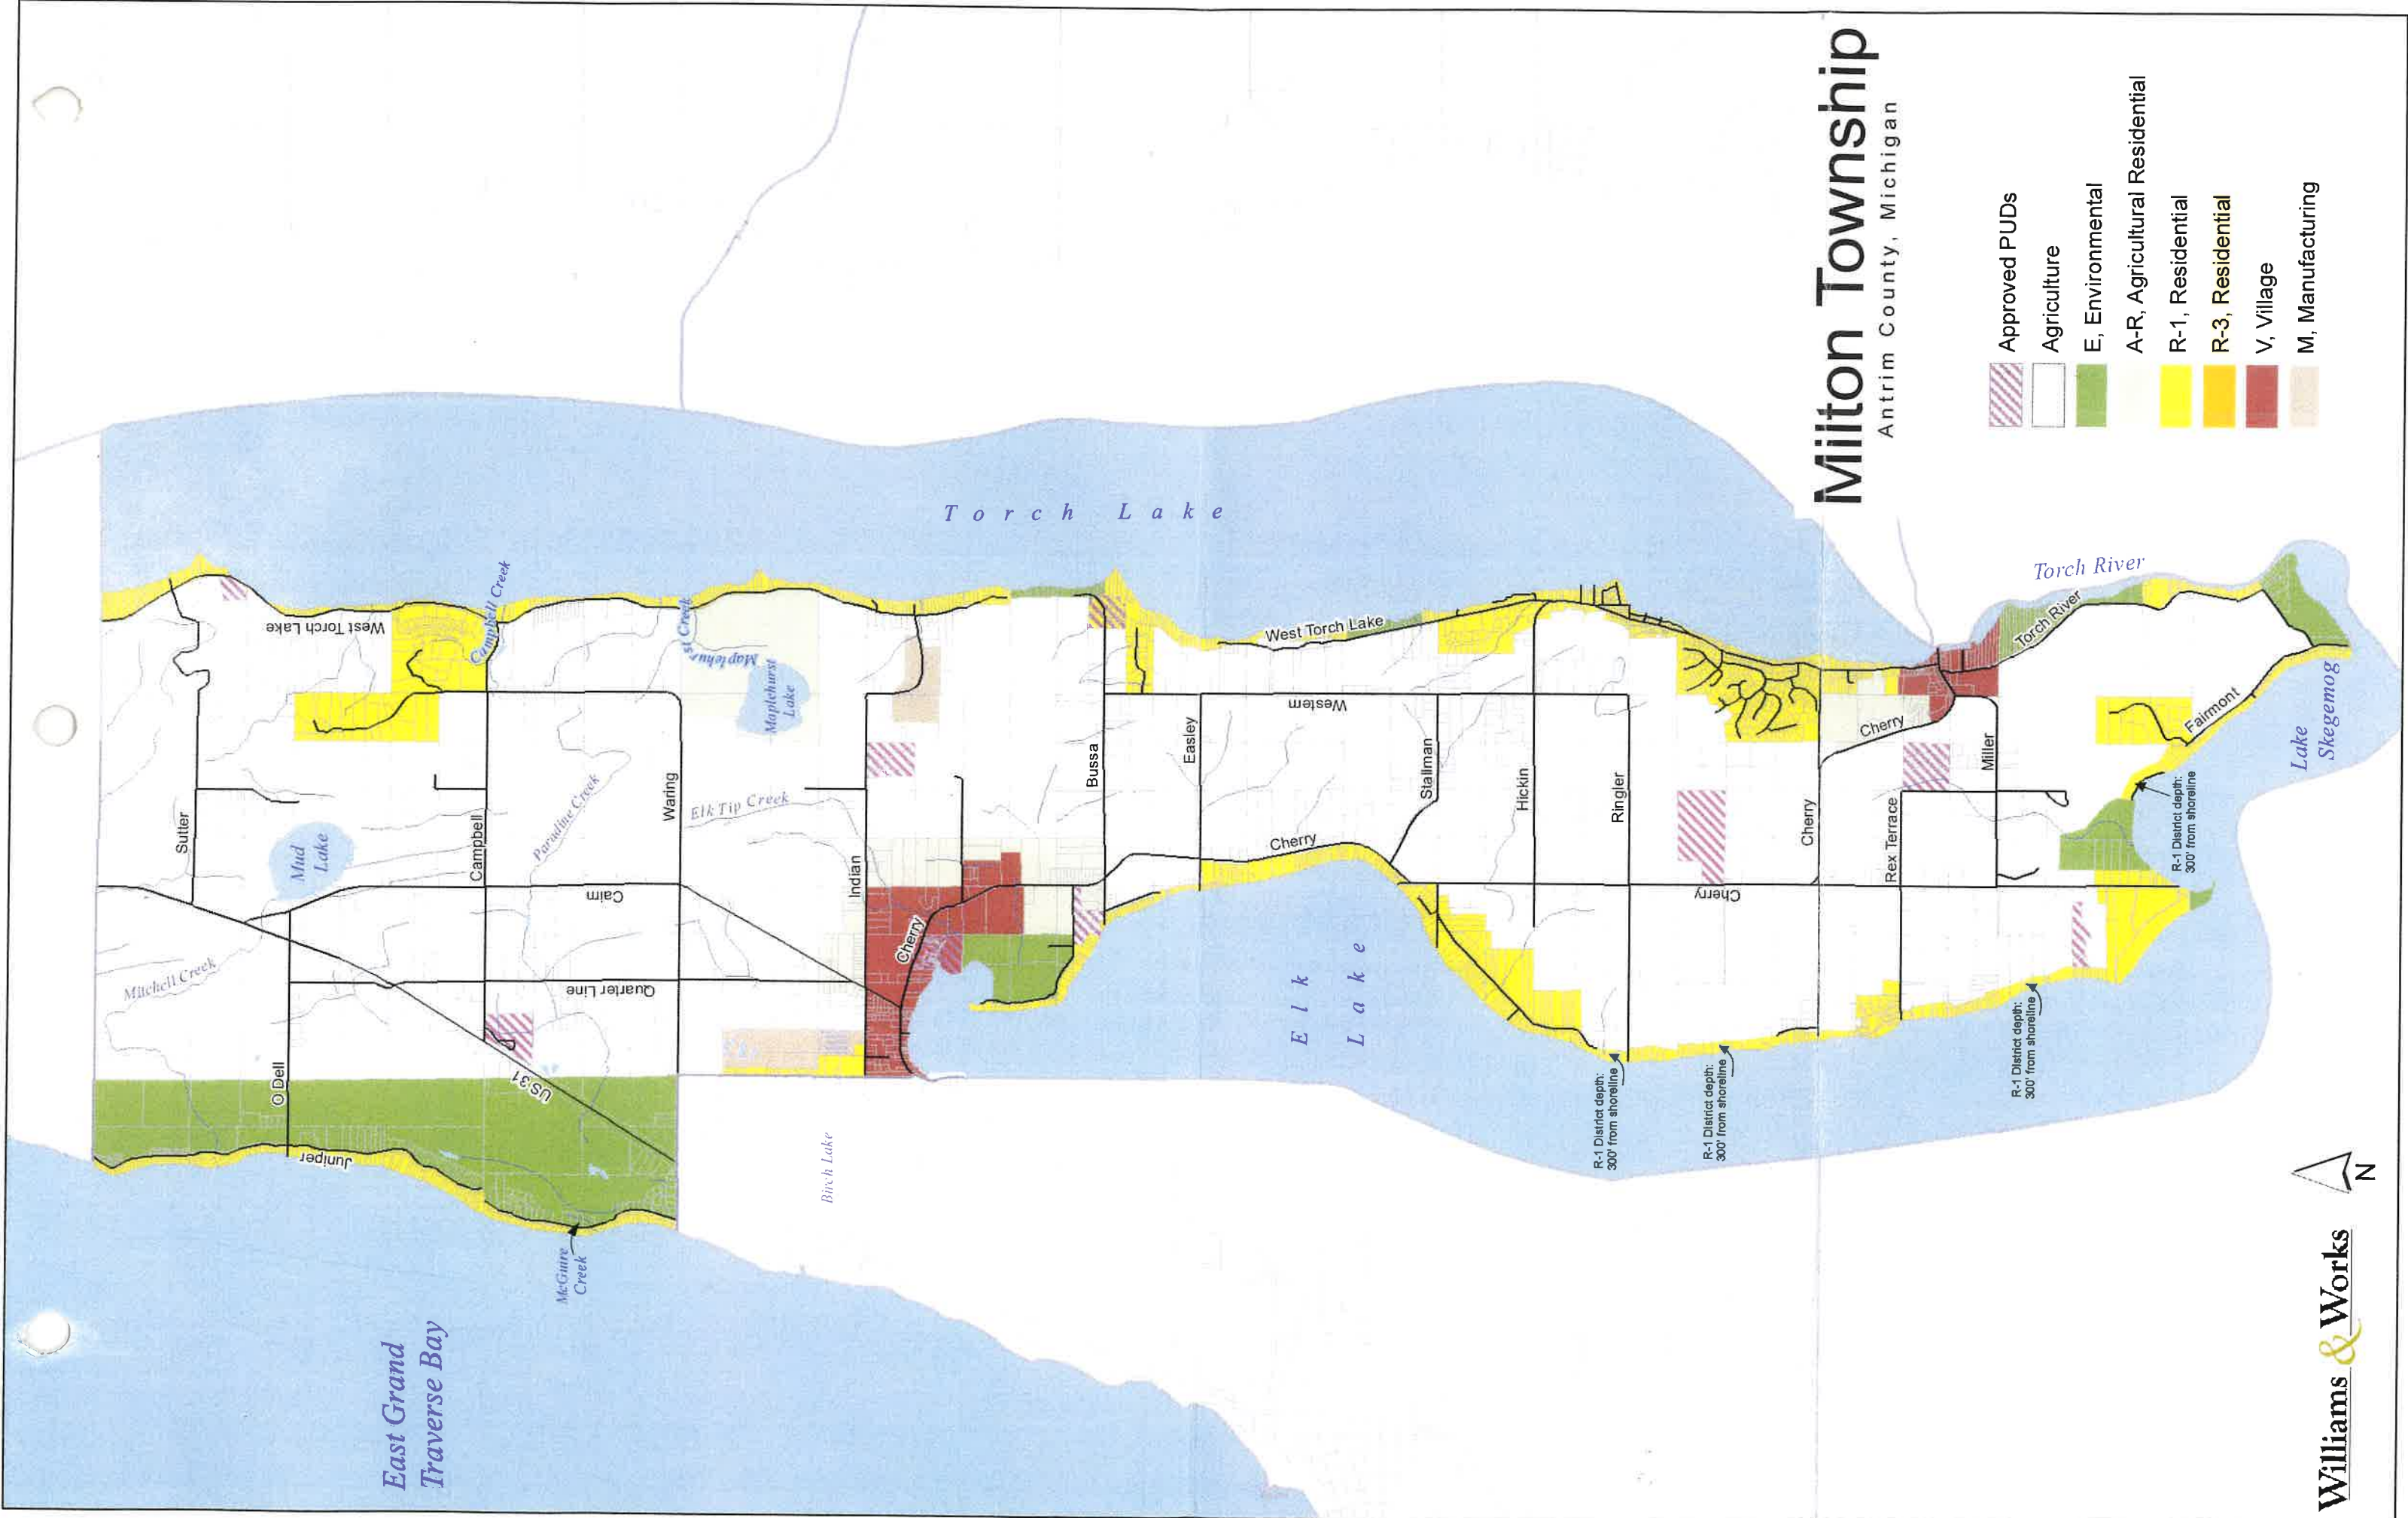 Milton Township
Antrim County, Michigan
Approved PUDs
Agriculture
E, Environmental
A-R, Agricultural Residential
R-1, Residential
R-3, Residential
V, Village
M, Manufacturing
East Grand
Traverse Bay
Torch Lake
Elk
Lake
Lake
Skegemog
Torch River
Torch River
Birch Lake
Mud
Lake
Maplehurst
Lake
Maplehurst Creek
Campbell Creek
Paradine Creek
Elk Tip Creek
Mitchell Creek
McGuire
Creek
Sutter
West Torch Lake
Campbell
Waring
Cairn
Quarter Line
O Dell
US 31
Juniper
Indian
Cherry
Bussa
Easley
Western
West Torch Lake
Cherry
Stallman
Hickin
Ringler
Cherry
Cherry
Cherry
Rex Terrace
Miller
Fairmont
R-1 District depth:
300' from shoreline
R-1 District depth:
300' from shoreline
R-1 District depth:
300' from shoreline
R-1 District depth:
300' from shoreline
N
Williams & Works